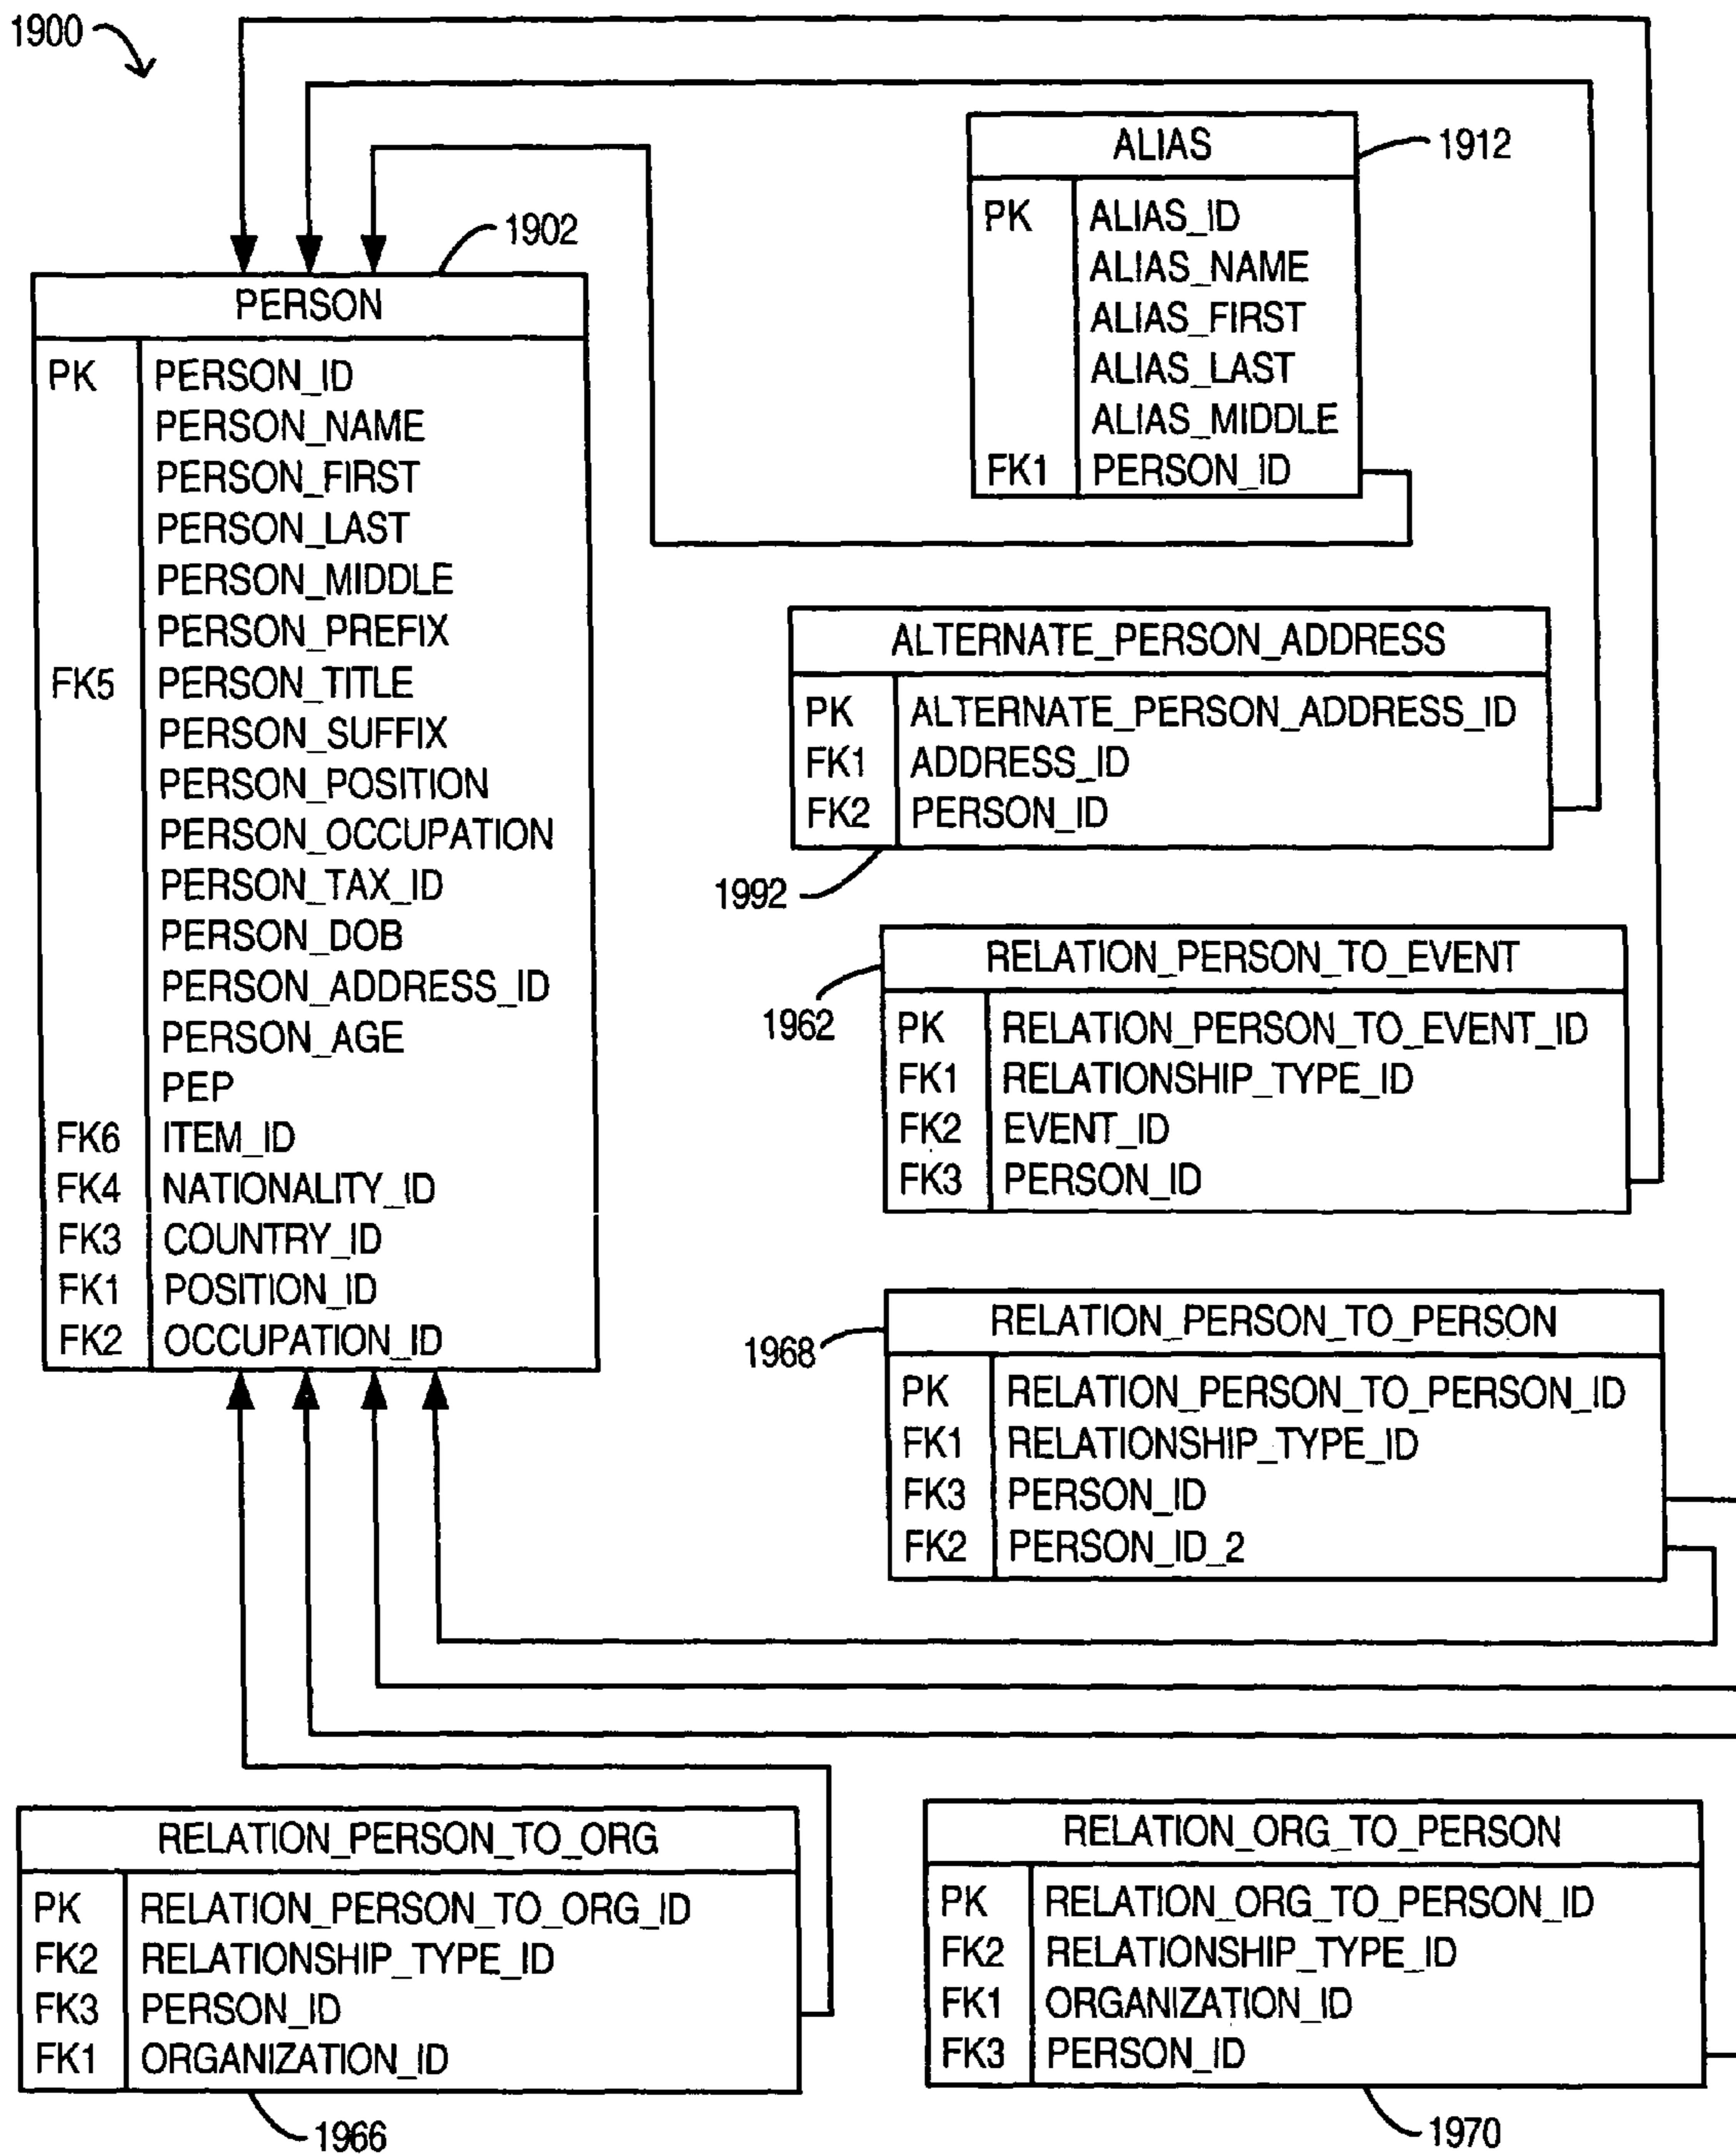 1900
1902
PERSON
PK PERSON_ID
PERSON_NAME
PERSON_FIRST
PERSON_LAST
PERSON_MIDDLE
PERSON_PREFIX
FK5 PERSON_TITLE
PERSON_SUFFIX
PERSON_POSITION
PERSON_OCCUPATION
PERSON_TAX_ID
PERSON_DOB
PERSON_ADDRESS_ID
PERSON_AGE
PEP
FK6 ITEM_ID
FK4 NATIONALITY_ID
FK3 COUNTRY_ID
FK1 POSITION_ID
FK2 OCCUPATION_ID
ALIAS
1912
PK ALIAS_ID
ALIAS_NAME
ALIAS_FIRST
ALIAS_LAST
ALIAS_MIDDLE
FK1 PERSON_ID
ALTERNATE_PERSON_ADDRESS
PK ALTERNATE_PERSON_ADDRESS_ID
FK1 ADDRESS_ID
FK2 PERSON_ID
1992
RELATION_PERSON_TO_EVENT
1962
PK RELATION_PERSON_TO_EVENT_ID
FK1 RELATIONSHIP_TYPE_ID
FK2 EVENT_ID
FK3 PERSON_ID
RELATION_PERSON_TO_PERSON
1968
PK RELATION_PERSON_TO_PERSON_ID
FK1 RELATIONSHIP_TYPE_ID
FK3 PERSON_ID
FK2 PERSON_ID_2
RELATION_PERSON_TO_ORG
PK RELATION_PERSON_TO_ORG_ID
FK2 RELATIONSHIP_TYPE_ID
FK3 PERSON_ID
FK1 ORGANIZATION_ID
1966
RELATION_ORG_TO_PERSON
PK RELATION_ORG_TO_PERSON_ID
FK2 RELATIONSHIP_TYPE_ID
FK1 ORGANIZATION_ID
FK3 PERSON_ID
1970